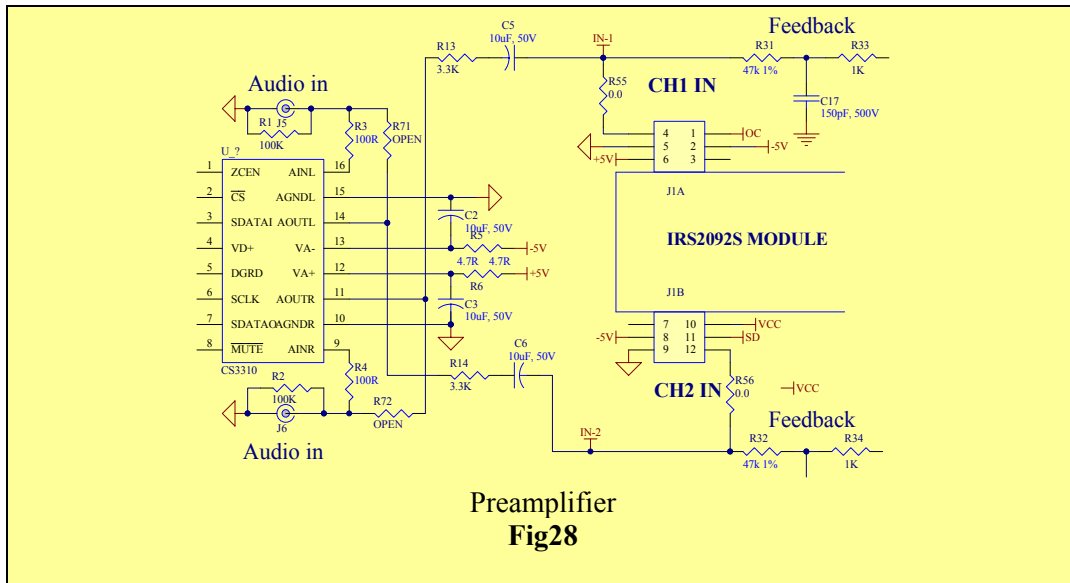 Feedback
C5
10uF, 50V
IN-1
R13
3.3K
R31
47k 1%
R33
1K
Audio in
R55
0.0
CH1 IN
C17
150pF, 500V
J5
R1
100K
R3
100R
R71
OPEN
4 1 OC
5 2 -5V
+5V 6 3
U_?
1 ZCEN AINL 16
2 CS AGNDL 15
3 SDATAI AOUTL 14
4 VD+ VA- 13
5 DGRD VA+ 12
6 SCLK AOUTR 11
7 SDATAO AGNDR 10
8 MUTE AINR 9
CS3310
C2
10uF, 50V
R5
4.7R 4.7R
-5V
+5V
R6
C3
10uF, 50V
J1A
IRS2092S MODULE
J1B
7 10 VCC
-5V 8 11 SD
9 12
C6
10uF, 50V
R14
3.3K
R4
100R
R2
100K
J6
R72
OPEN
Audio in
CH2 IN
R56
0.0
VCC
Feedback
IN-2
R32
47k 1%
R34
1K
Preamplifier
Fig28